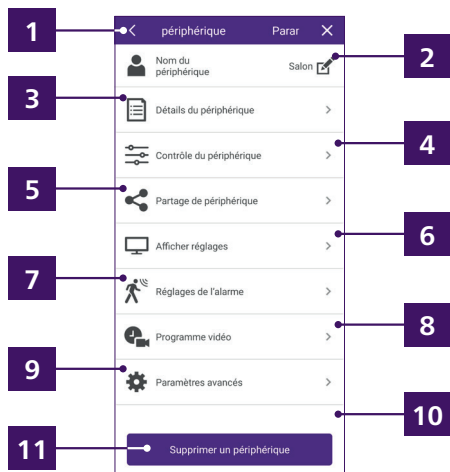 1
périphérique Parar
Nom du
périphérique
Salon
2
3
Détails du périphérique
4
Contrôle du périphérique
5
Partage de périphérique
6
Afficher réglages
7
Réglages de l'alarme
8
Programme vidéo
9
Paramètres avancés
10
11
Supprimer un périphérique